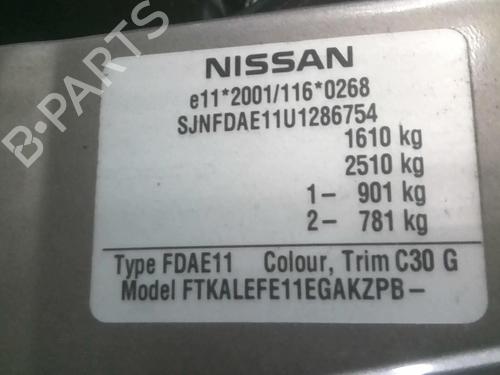 NISSAN
e11*2001/116*0268
SJNFDAE11U1286754
1610 kg
2510 kg
1- 901 kg
2- 781 kg
Type FDAE11 Colour, Trim C30 G
Model FTKALEFE11EGAKZPB-
B-PARTS